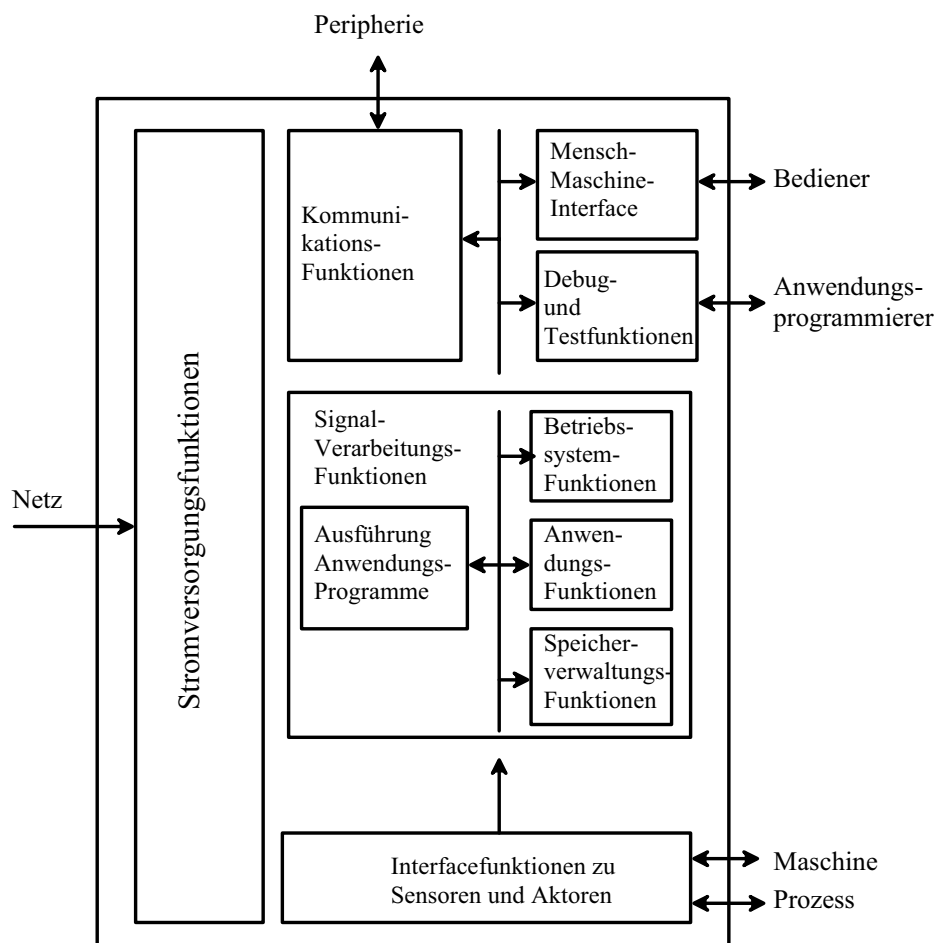 Peripherie
Mensch-
Maschine-
Interface
Bediener
Kommuni-
kations-
Funktionen
Debug-
und
Testfunktionen
Anwendungs-
programmierer
Stromversorgungsfunktionen
Signal-
Verarbeitungs-
Funktionen
Betriebs-
system-
Funktionen
Netz
Ausführung
Anwendungs-
Programme
Anwen-
dungs-
Funktionen
Speicher-
verwaltungs-
Funktionen
Interfacefunktionen zu
Sensoren und Aktoren
Maschine
Prozess